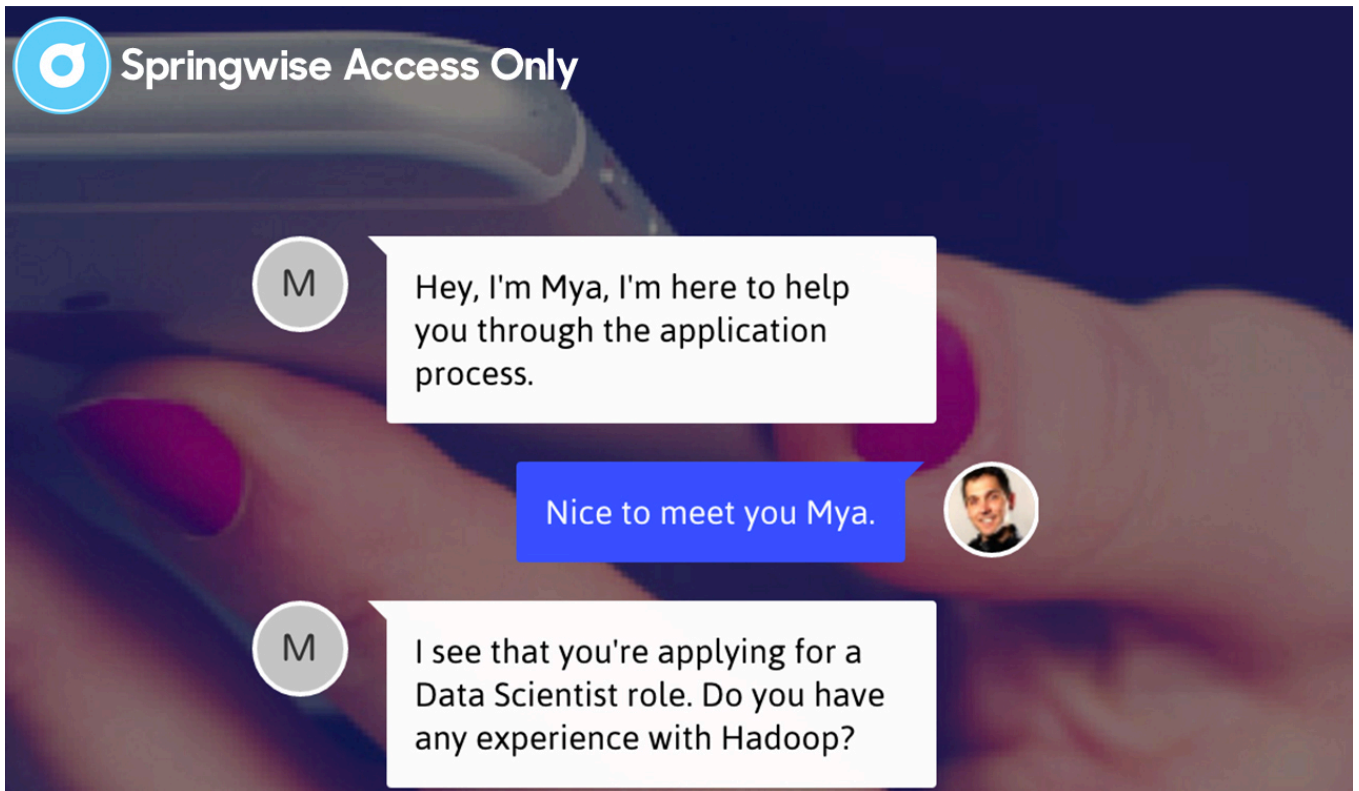 Springwise Access Only
M
Hey, I'm Mya, I'm here to help
you through the application
process.
Nice to meet you Mya.
M
I see that you're applying for a
Data Scientist role. Do you have
any experience with Hadoop?